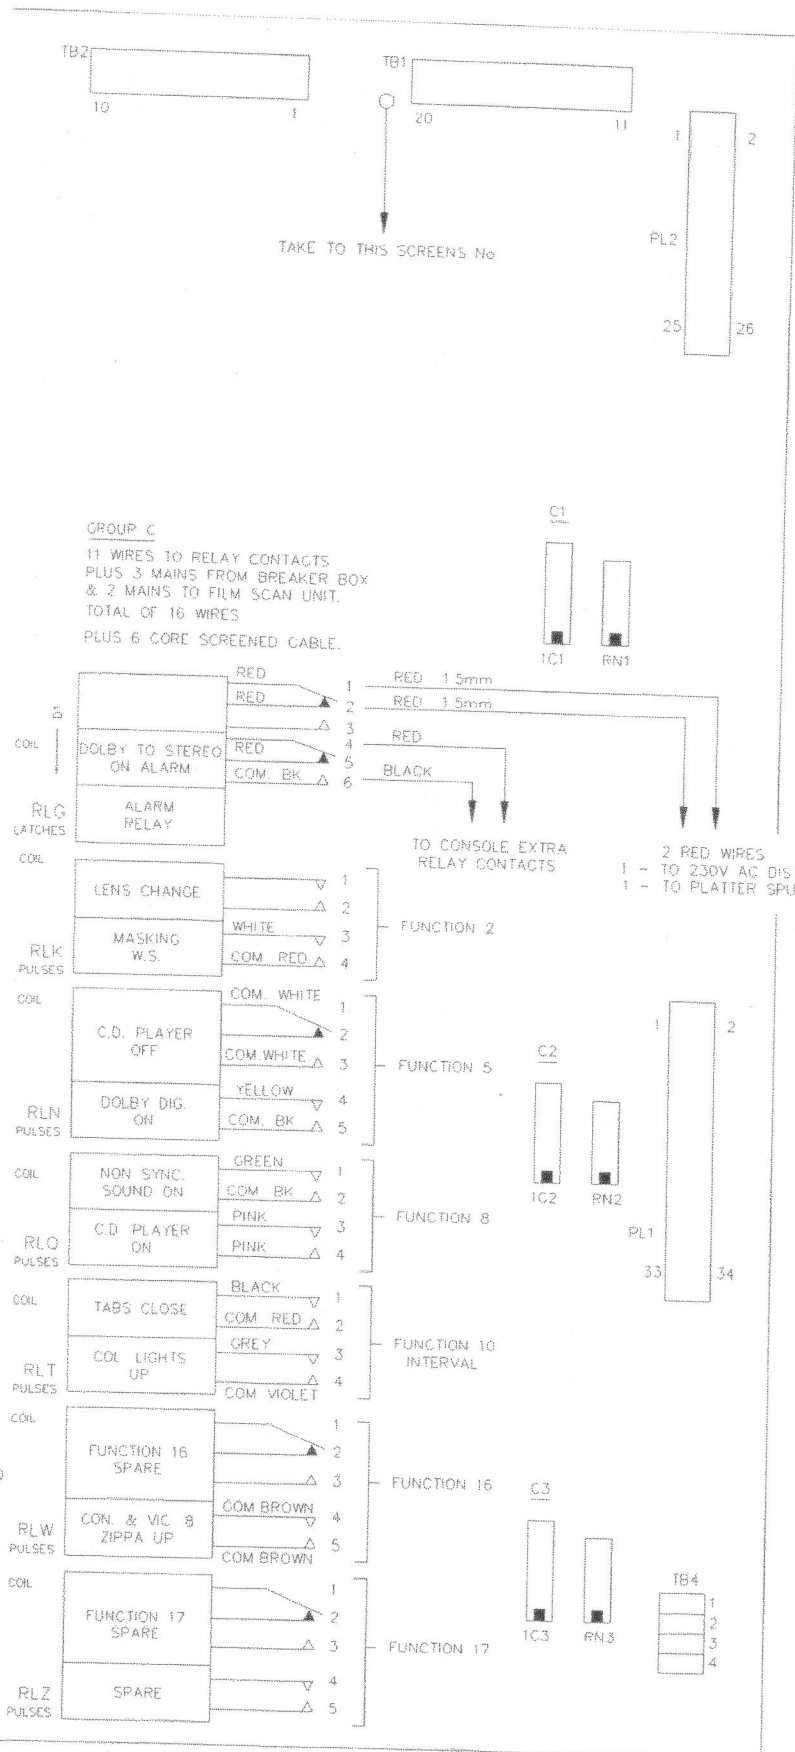 TB2
10 1
TB1
20 11
1 2
PL2
25 26
TAKE TO THIS SCREENS No
GROUP C
11 WIRES TO RELAY CONTACTS
PLUS 3 MAINS FROM BREAKER BOX
& 2 MAINS TO FILM SCAN UNIT.
TOTAL OF 16 WIRES
PLUS 6 CORE SCREENED CABLE.
C1
IC1 RN1
RED 1 RED 1.5mm
RED 2 RED 1.5mm
3
COIL
DOLBY TO STEREO
ON ALARM
RED 4 RED
5
COM. BK 6 BLACK
RLG
LATCHES
ALARM
RELAY
TO CONSOLE EXTRA
RELAY CONTACTS
2 RED WIRES
1 - TO 230V AC DIS
1 - TO PLATTER SPU
COIL
LENS CHANGE
1
2
RLK
PULSES
MASKING
W.S.
WHITE 3
COM RED 4
FUNCTION 2
COIL
C.D. PLAYER
OFF
COM. WHITE 1
2
COM.WHITE 3
RLN
PULSES
DOLBY DIG.
ON
YELLOW 4
COM. BK 5
FUNCTION 5
C2
IC2 RN2
1 2
PL1
33 34
COIL
NON SYNC.
SOUND ON
GREEN 1
COM BK 2
RLQ
PULSES
C.D PLAYER
ON
PINK 3
PINK 4
FUNCTION 8
COIL
TABS CLOSE
BLACK 1
COM RED 2
RLT
PULSES
COL LIGHTS
UP
GREY 3
4
COM VIOLET
FUNCTION 10
INTERVAL
COIL
FUNCTION 16
SPARE
1
2
3
RLW
PULSES
CON. & VIC 8
ZIPPA UP
COM BROWN 4
5
COM BROWN
FUNCTION 16
C3
IC3 RN3
TB4
1
2
3
4
COIL
FUNCTION 17
SPARE
1
2
3
RLZ
PULSES
SPARE
4
5
FUNCTION 17